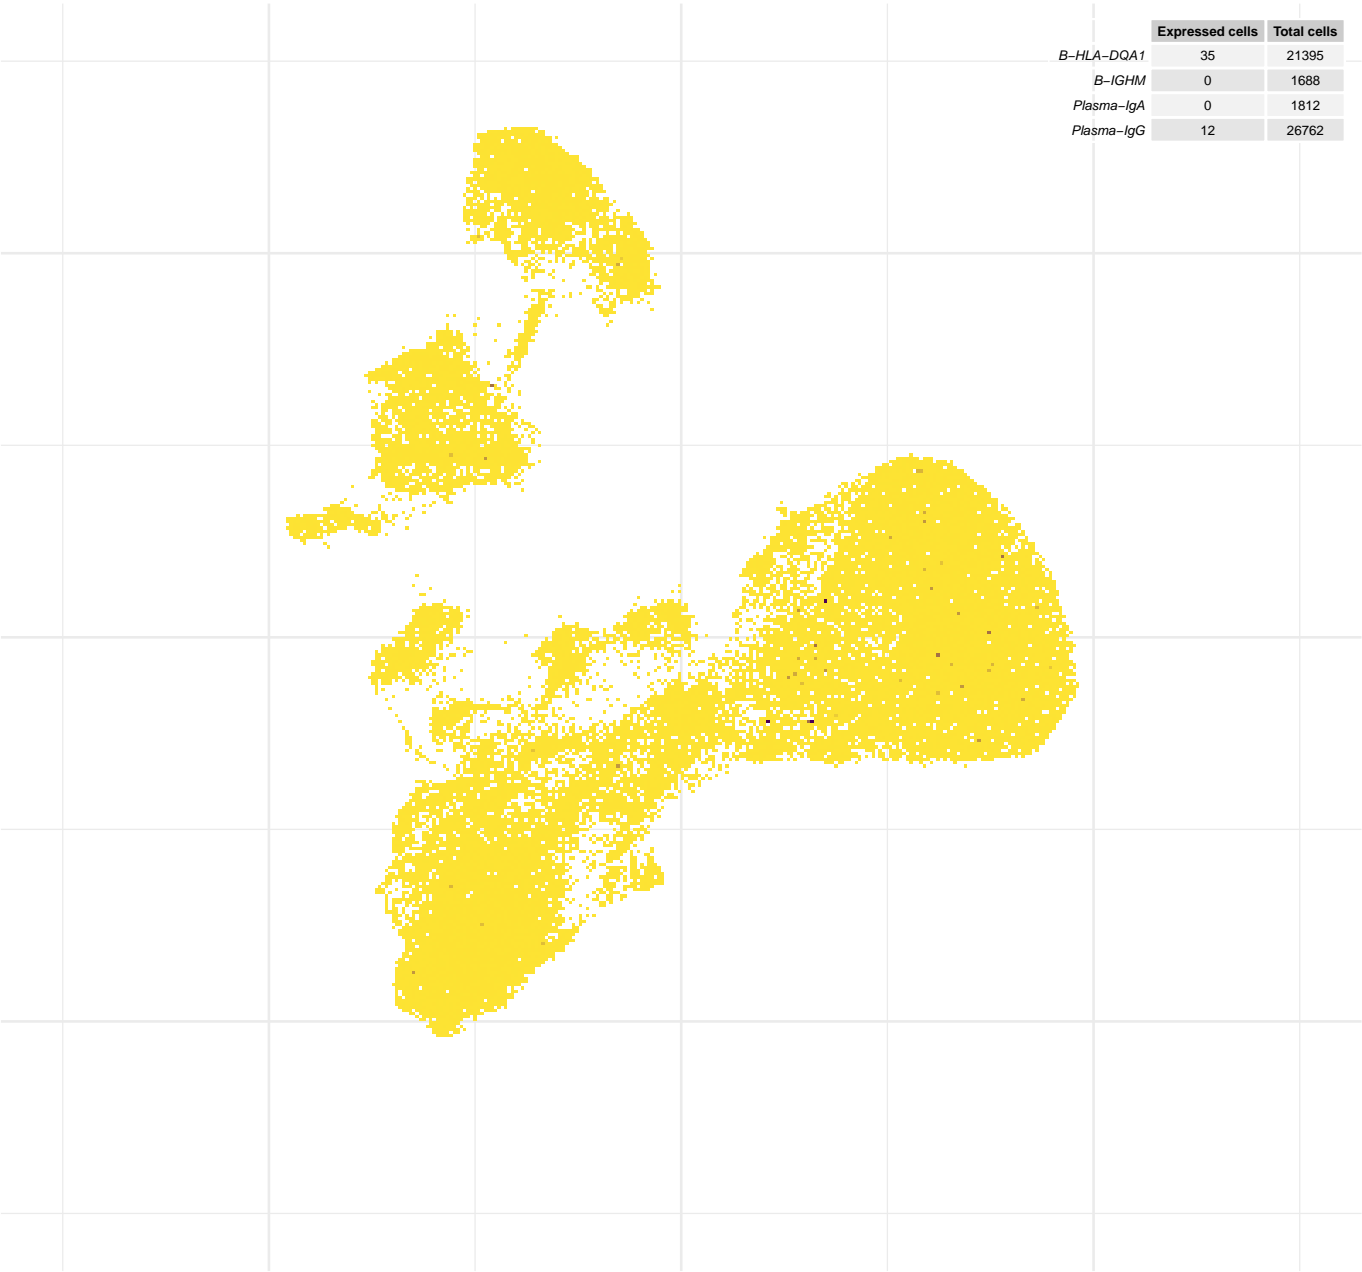 Expressed cells Total cells
B−HLA−DQA1 35 21395
B−IGHM 0 1688
Plasma−IgA 0 1812
Plasma−IgG 12 26762